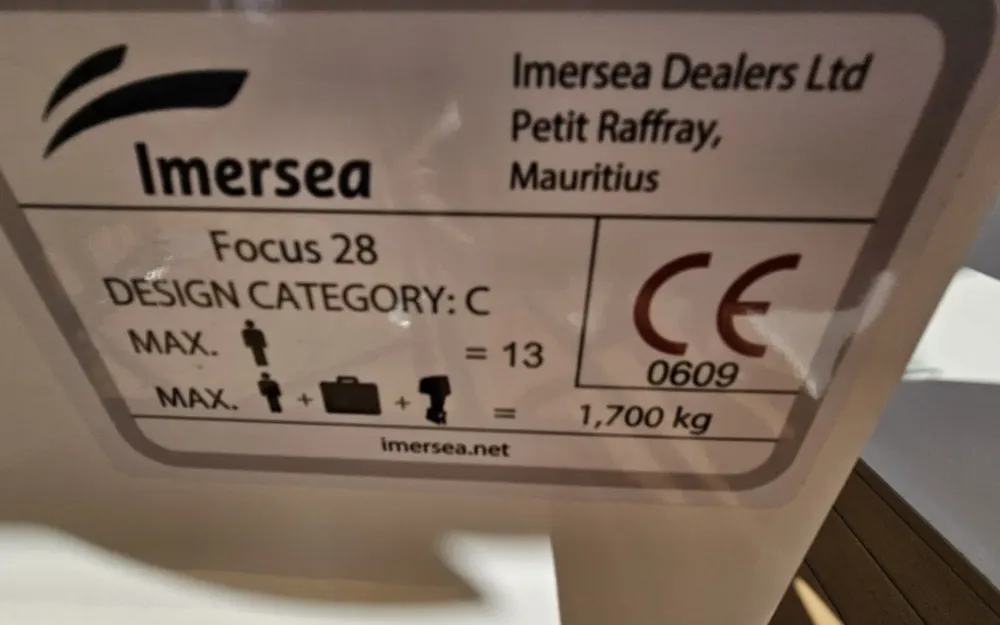 Imersea
Imersea Dealers Ltd
Petit Raffray,
Mauritius
Focus 28
DESIGN CATEGORY: C
MAX. = 13
MAX. + + = 1,700 kg
CE
0609
imersea.net